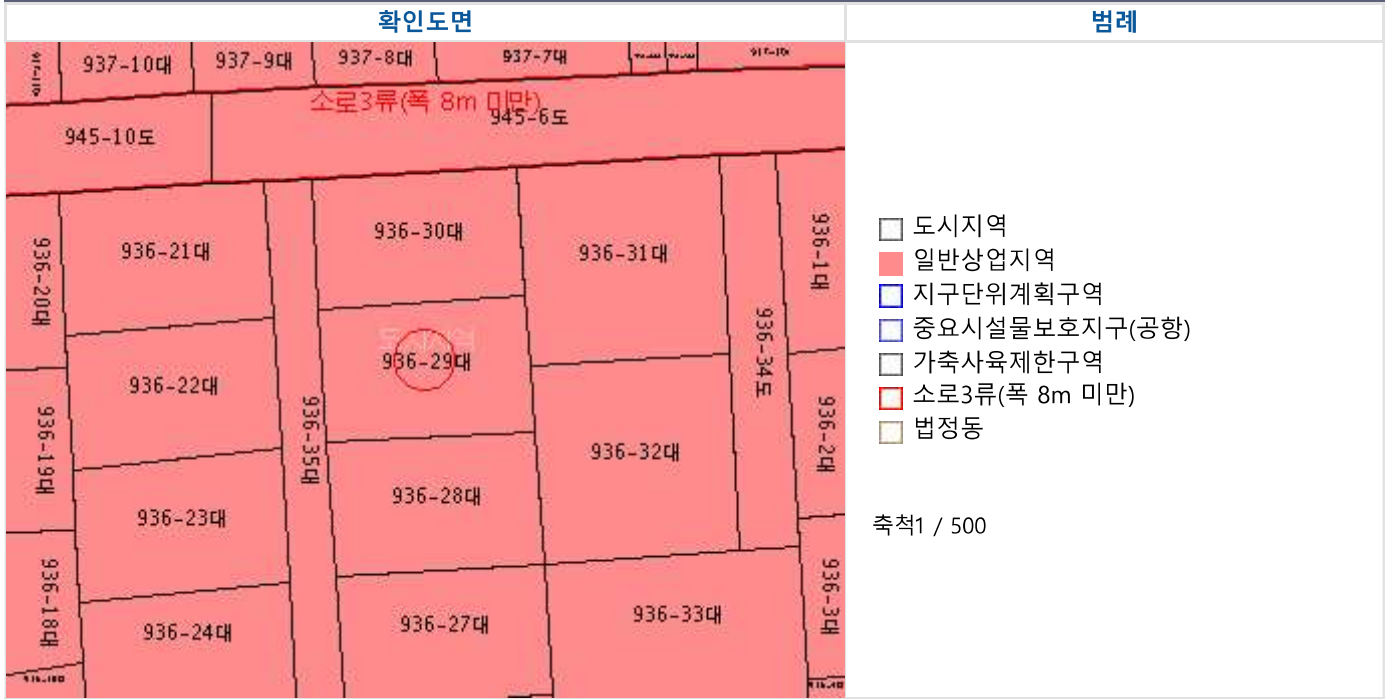 확인도면
범례
937-10대
937-9대
937-8대
937-7대
소로3류(폭 8m 미만)
945-10도
945-6도
936-20대
936-21대
936-30대
936-31대
936-1대
도시지역
936-29대
936-22대
936-34도
936-19대
936-35대
936-32대
936-2대
936-28대
936-23대
936-18대
936-24대
936-27대
936-33대
936-3대
도시지역
일반상업지역
지구단위계획구역
중요시설물보호지구(공항)
가축사육제한구역
소로3류(폭 8m 미만)
법정동
축척1 / 500